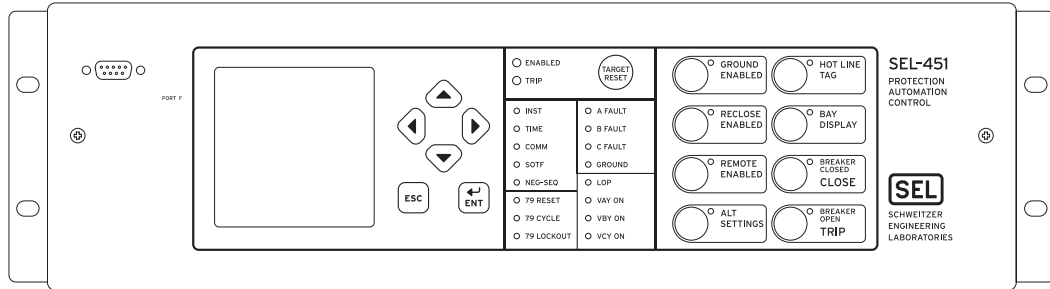 PORT F
ESC
ENT
ENABLED
TRIP
TARGET
RESET
INST
TIME
COMM
SOTF
NEG-SEQ
79 RESET
79 CYCLE
79 LOCKOUT
A FAULT
B FAULT
C FAULT
GROUND
LOP
VAY ON
VBY ON
VCY ON
GROUND
ENABLED
RECLOSE
ENABLED
REMOTE
ENABLED
ALT
SETTINGS
HOT LINE
TAG
BAY
DISPLAY
BREAKER
CLOSED
CLOSE
BREAKER
OPEN
TRIP
SEL-451
PROTECTION
AUTOMATION
CONTROL
SEL
SCHWEITZER
ENGINEERING
LABORATORIES